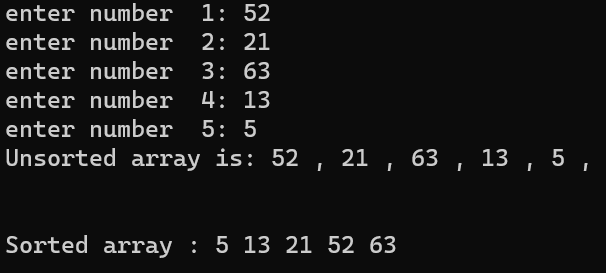 enter number  1: 52
enter number  2: 21
enter number  3: 63
enter number  4: 13
enter number  5: 5
Unsorted array is: 52 , 21 , 63 , 13 , 5 ,
Sorted array : 5 13 21 52 63